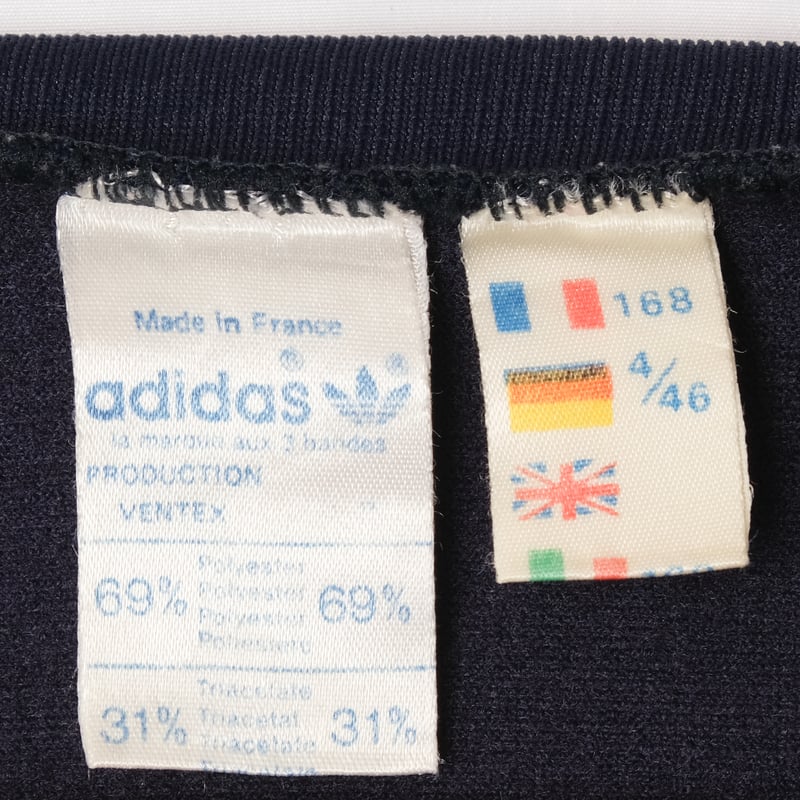 Made in France
adidas®
®
la marque aux 3 bandes
PRODUCTION
VENTEX
Polyester
Polyester
69% Polyester 69%
Poliestere
Triacetate
31% Triacetat 31%
Triacetate
168
4/46